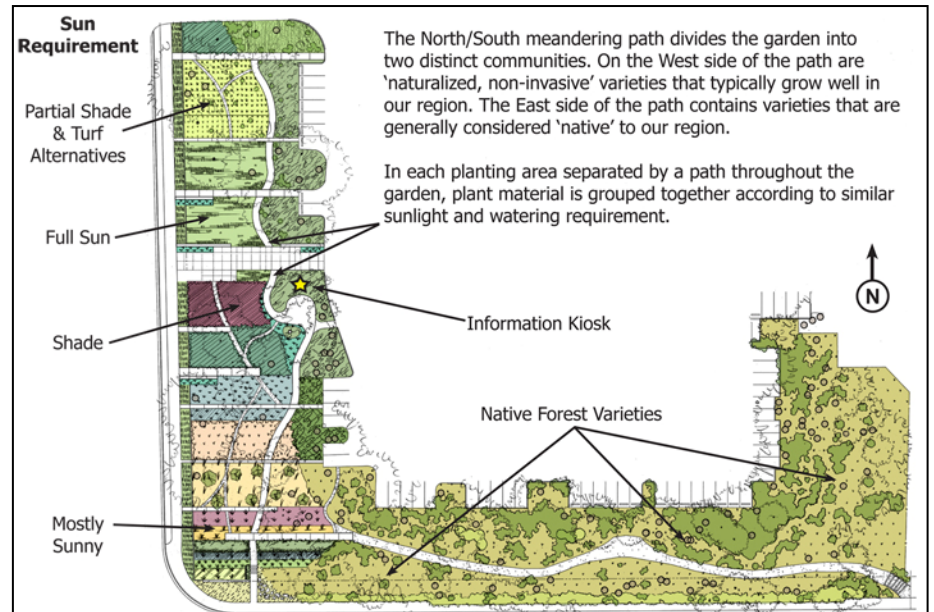 Sun
Requirement
The North/South meandering path divides the garden into
two distinct communities. On the West side of the path are
‘naturalized, non-invasive’ varieties that typically grow well in
our region. The East side of the path contains varieties that are
generally considered ‘native’ to our region.
In each planting area separated by a path throughout the
garden, plant material is grouped together according to similar
sunlight and watering requirement.
Partial Shade
& Turf
Alternatives
Full Sun
N
Information Kiosk
Shade
Native Forest Varieties
Mostly
Sunny